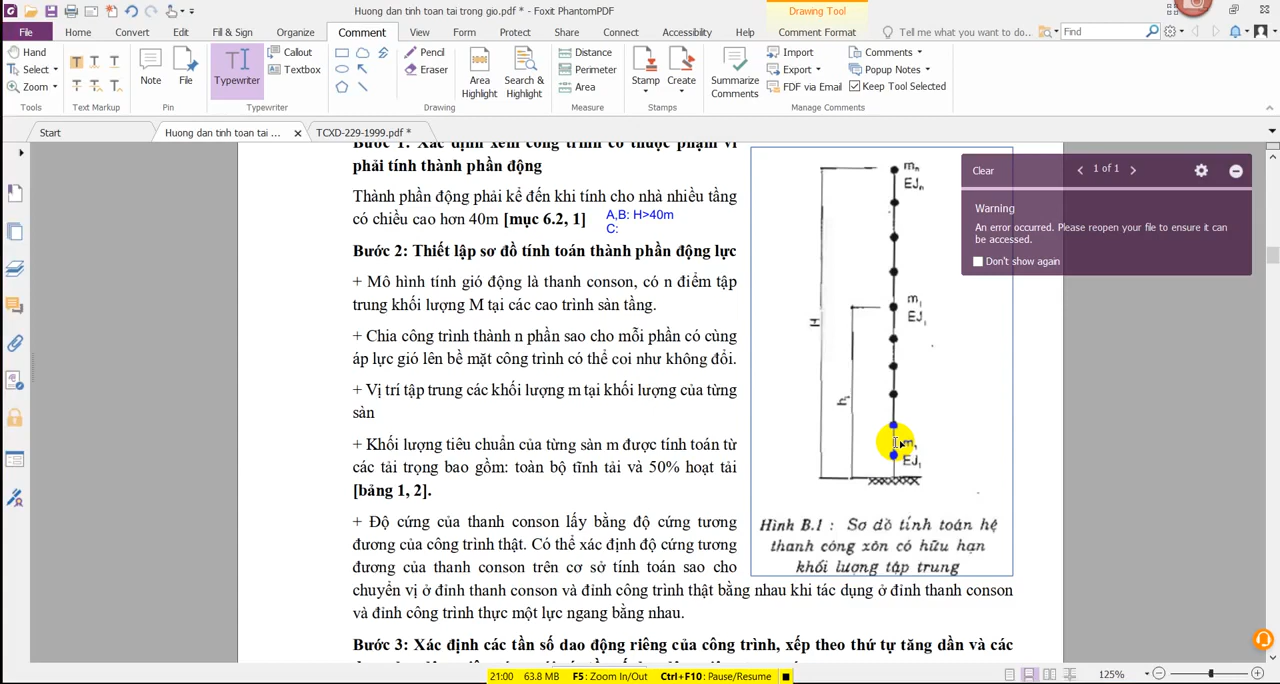 Huong dan tinh toan tai trong gio.pdf * - Foxit PhantomPDF
Drawing Tool
File Home Convert Edit Fill & Sign Organize Comment View Form Protect Share Connect Accessibility Help Comment Format
Tell me what you want to do... Find
Hand
Select
Zoom
Tools
Text Markup
Note
File
Pin
Typewriter
Callout
Textbox
Typewriter
Pencil
Eraser
Drawing
Area Highlight
Search & Highlight
Distance
Perimeter
Area
Measure
Stamp
Create
Stamps
Summarize Comments
Import
Export
FDF via Email
Comments
Popup Notes
Keep Tool Selected
Manage Comments
Start
Huong dan tinh toan tai ...
TCXD-229-1999.pdf *
Bước 1: Xác định xem công trình có thuộc phạm vi
phải tính thành phần động
Thành phần động phải kể đến khi tính cho nhà nhiều tầng
có chiều cao hơn 40m [mục 6.2, 1]
A,B: H>40m
C:
Bước 2: Thiết lập sơ đồ tính toán thành phần động lực
+ Mô hình tính gió động là thanh conson, có n điểm tập
trung khối lượng M tại các cao trình sàn tầng.
+ Chia công trình thành n phần sao cho mỗi phần có cùng
áp lực gió lên bề mặt công trình có thể coi như không đổi.
+ Vị trí tập trung các khối lượng m tại khối lượng của từng
sàn
+ Khối lượng tiêu chuẩn của từng sàn m được tính toán từ
các tải trọng bao gồm: toàn bộ tĩnh tải và 50% hoạt tải
[bảng 1, 2].
+ Độ cứng của thanh conson lấy bằng độ cứng tương
đương của công trình thật. Có thể xác định độ cứng tương
đương của thanh conson trên cơ sở tính toán sao cho
chuyển vị ở đỉnh thanh conson và đỉnh công trình thật bằng nhau khi tác dụng ở đỉnh thanh conson
và đỉnh công trình thực một lực ngang bằng nhau.
Bước 3: Xác định các tần số dao động riêng của công trình, xếp theo thứ tự tăng dần và các
mn
EJn
H
mj
EJj
hi
m1
EJ1
Hình B.1 : Sơ đồ tính toán hệ
thanh công xôn có hữu hạn
khối lượng tập trung
Clear
1 of 1
Warning
An error occurred. Please reopen your file to ensure it can
be accessed.
Don't show again
21:00 63.8 MB F5: Zoom In/Out Ctrl+F10: Pause/Resume
125%